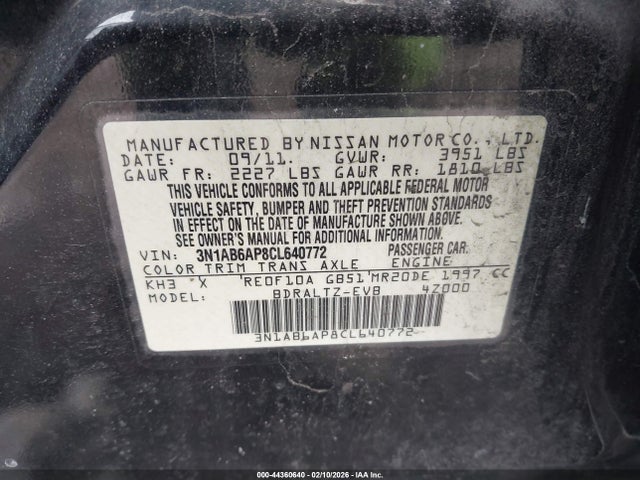 MANUFACTURED BY NISSAN MOTOR CO., LTD.
DATE: 09/11. GVWR: 3951 LBS
GAWR FR: 2227 LBS GAWR RR: 1810 LBS
THIS VEHICLE CONFORMS TO ALL APPLICABLE FEDERAL MOTOR
VEHICLE SAFETY, BUMPER AND THEFT PREVENTION STANDARDS
IN EFFECT ON THE DATE OF MANUFACTURE SHOWN ABOVE.
SEE OWNER'S MANUAL FOR ADDITIONAL INFORMATION.
VIN: 3N1AB6AP8CL640772 PASSENGER CAR.
COLOR TRIM TRANS AXLE ENGINE
KH3 X 'RE0F10A GB51'MR20DE 1997 CC
MODEL: BDRALTZ-EVB 4Z000
3N1AB6AP8CL640772
000-44360640 - 02/10/2026 - IAA Inc.